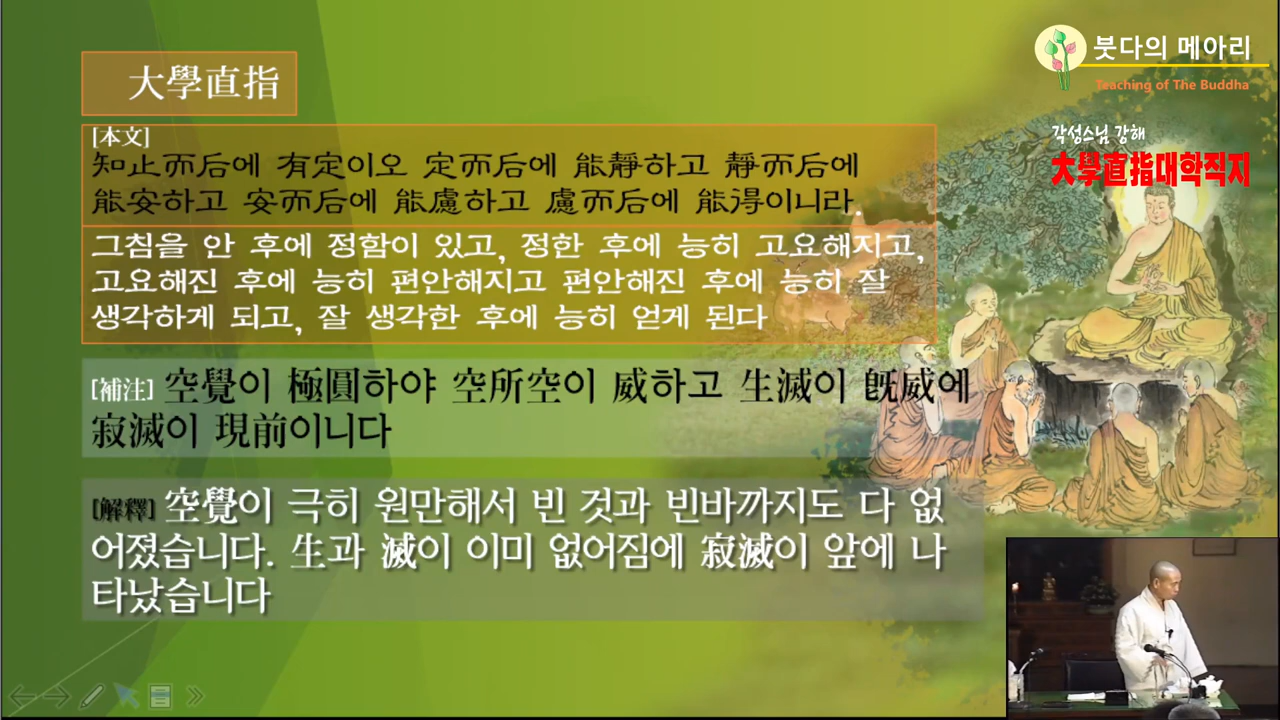 大學直指
[本文]
知止而后에 有定이오 定而后에 能靜하고 靜而后에
能安하고 安而后에 能慮하고 慮而后에 能得이니라.
그침을 안 후에 정함이 있고, 정한 후에 능히 고요해지고,
고요해진 후에 능히 편안해지고 편안해진 후에 능히 잘
생각하게 되고, 잘 생각한 후에 능히 얻게 된다
[補注] 空覺이 極圓하야 空所空이 威하고 生滅이 旣威에
寂滅이 現前이니다
[解釋] 空覺이 극히 원만해서 빈 것과 빈바까지도 다 없
어졌습니다. 生과 滅이 이미 없어짐에 寂滅이 앞에 나
타났습니다
붓다의 메아리
Teaching of The Buddha
각성스님 강해
大學直指대학직지